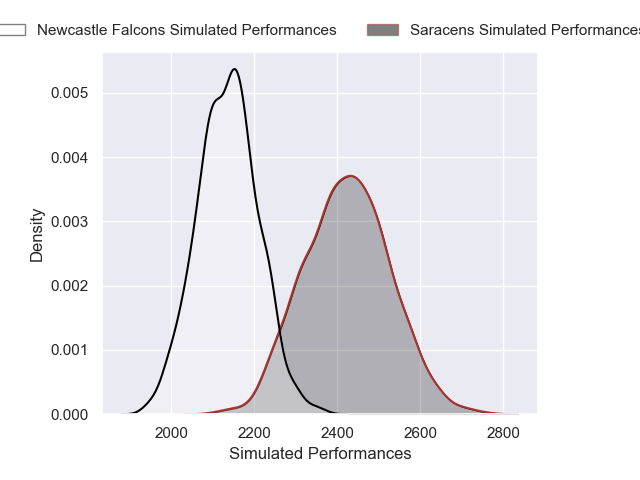 Newcastle Falcons Simulated Performances
Saracens Simulated Performances
0.005
0.004
0.003
0.002
0.001
0.000
Density
2000
2200
2400
2600
2800
Simulated Performances